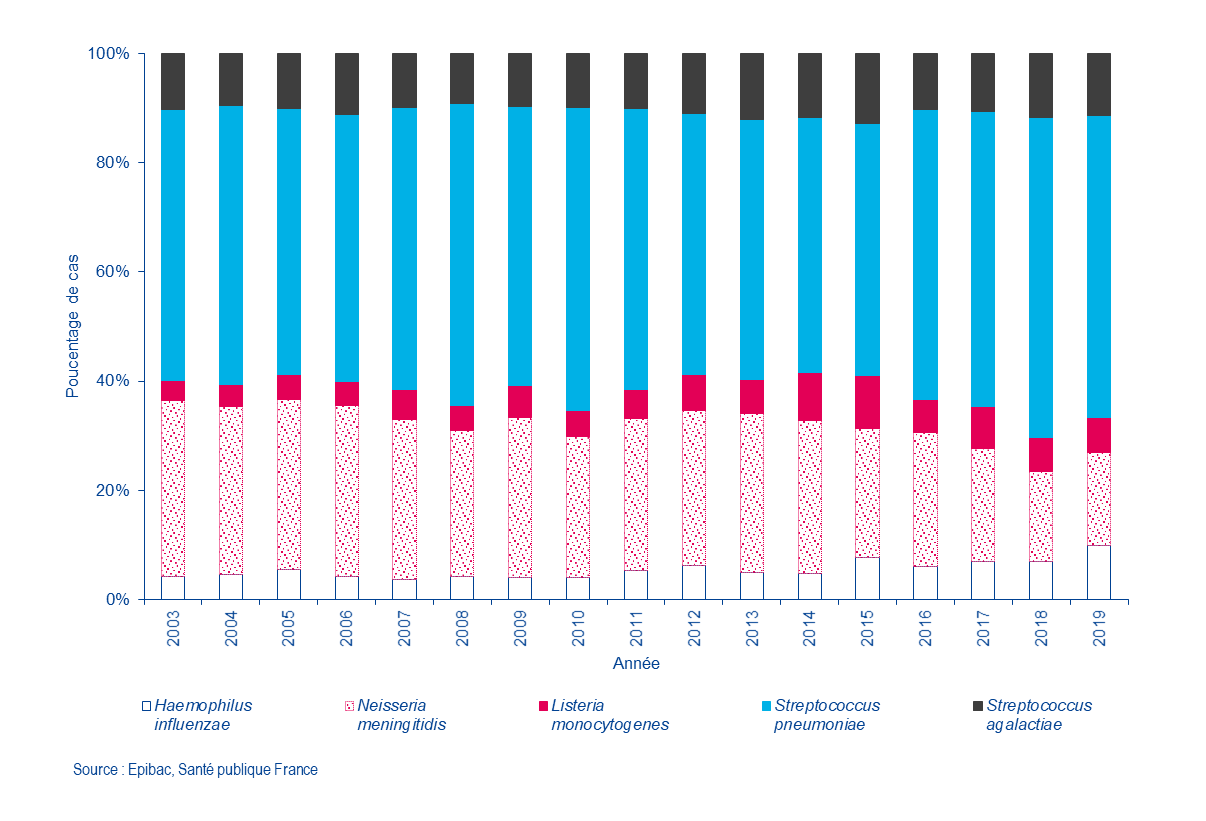 100%
80%
60%
40%
20%
0%
Poucentage de cas
2003
2004
2005
2006
2007
2008
2009
2010
2011
2012
2013
2014
2015
2016
2017
2018
2019
Année
Haemophilus
influenzae
Neisseria
meningitidis
Listeria
monocytogenes
Streptococcus
pneumoniae
Streptococcus
agalactiae
Source : Epibac, Santé publique France